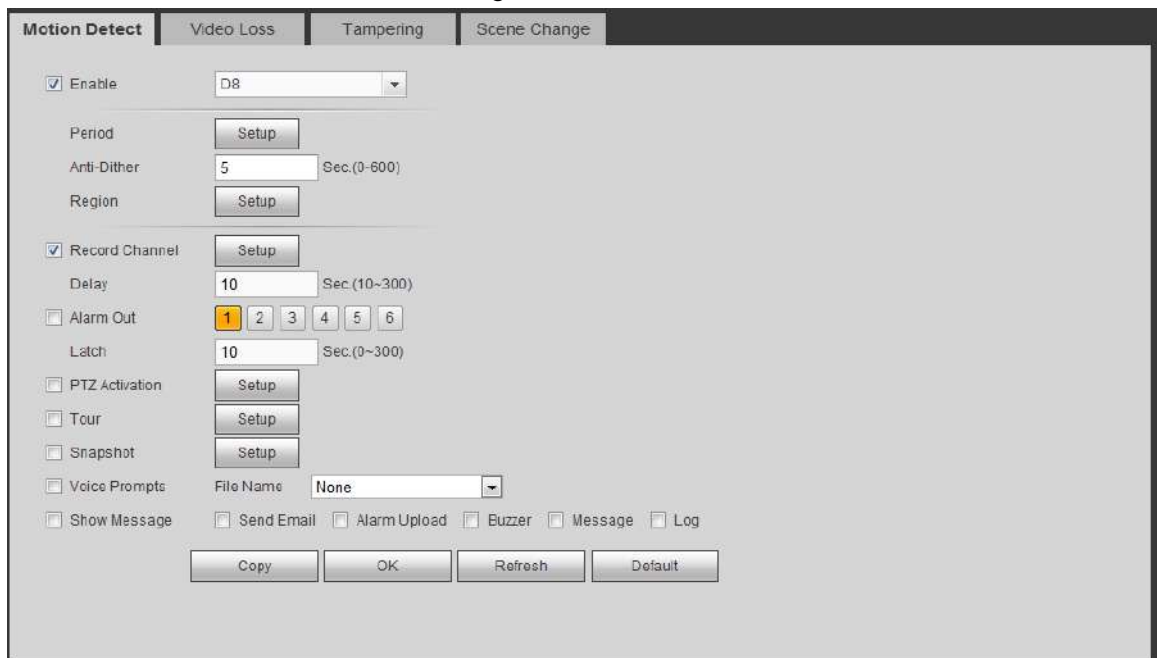 Motion Detect Video Loss Tampering Scene Change
Enable D8
Period Setup
Anti-Dither 5 Sec.(0-600)
Region Setup
Record Channel Setup
Delay 10 Sec.(10~300)
Alarm Out 1 2 3 4 5 6
Latch 10 Sec.(0~300)
PTZ Activation Setup
Tour Setup
Snapshot Setup
Voice Prompts File Name None
Show Message Send Email Alarm Upload Buzzer Message Log
Copy OK Refresh Default